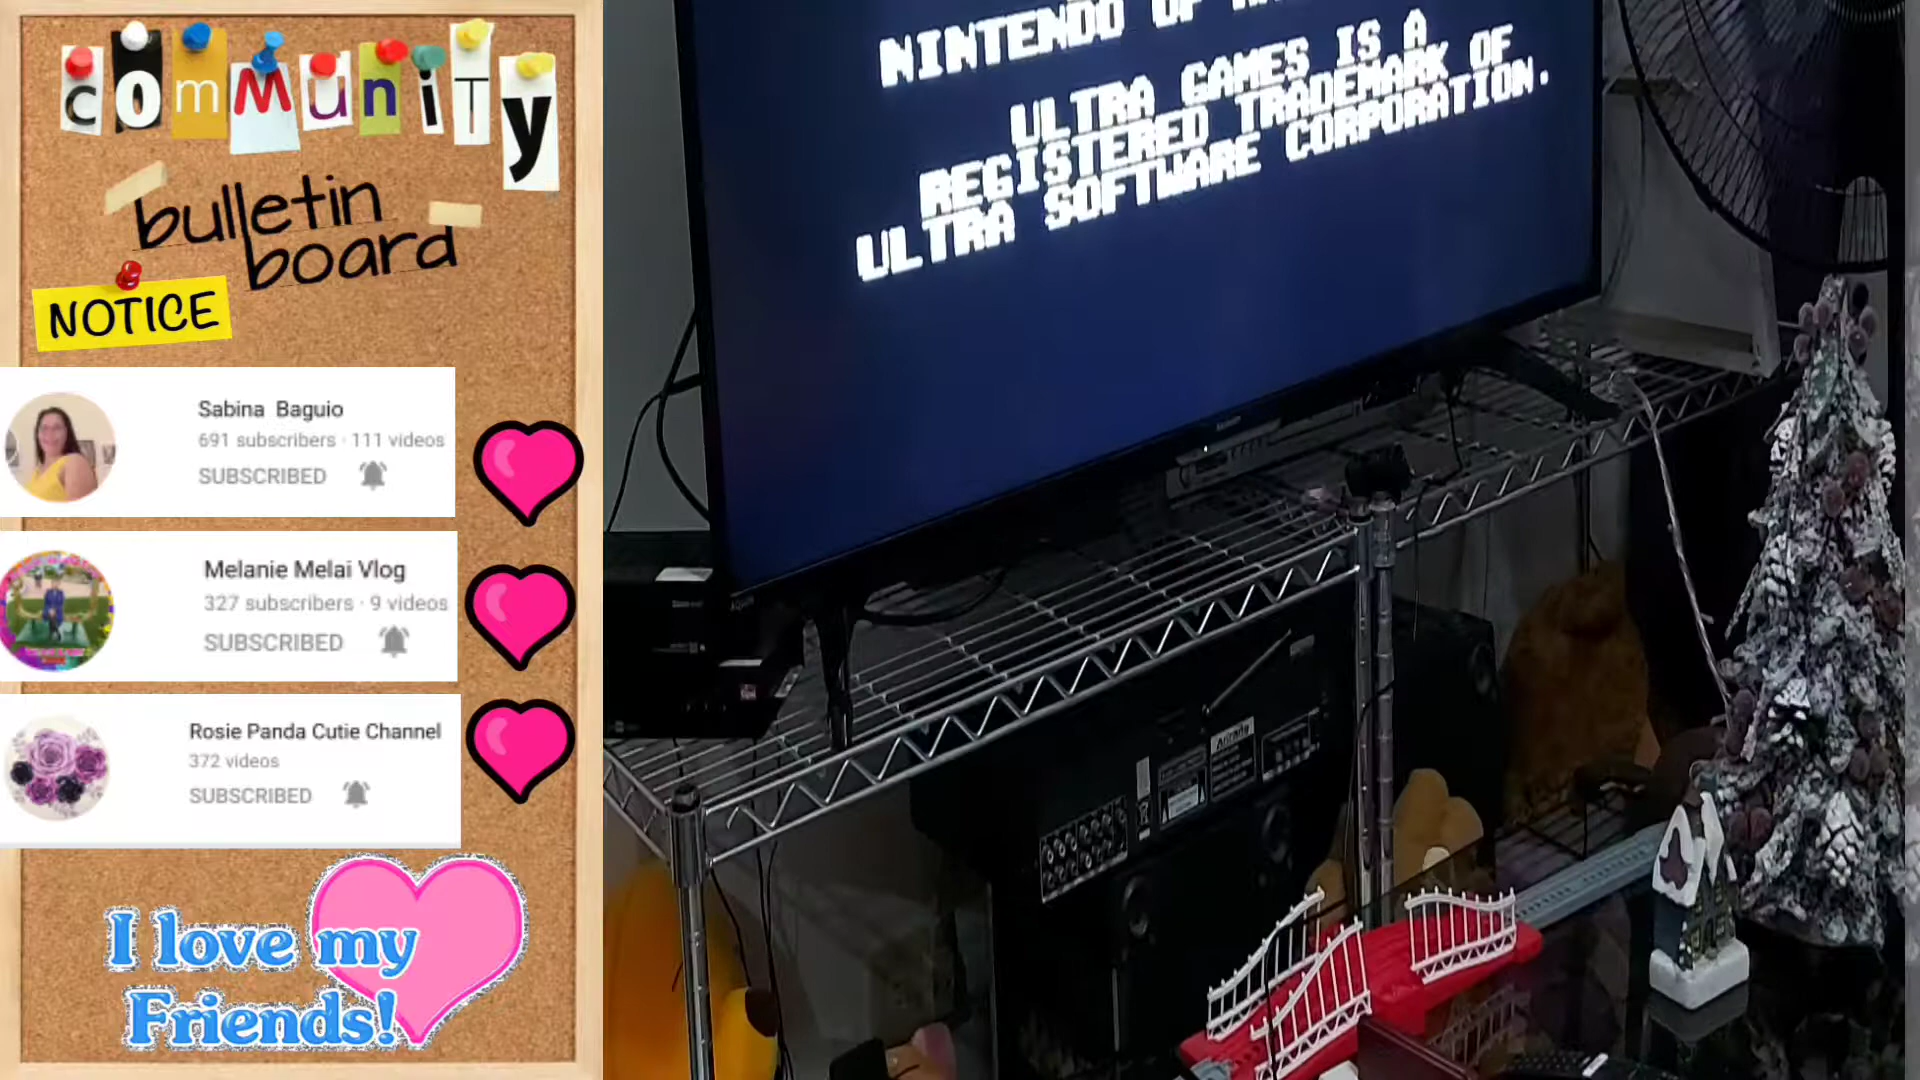 community
bulletin
board
NOTICE
Sabina Baguio
691 subscribers · 111 videos
SUBSCRIBED
Melanie Melai Vlog
327 subscribers · 9 videos
SUBSCRIBED
Rosie Panda Cutie Channel
372 videos
SUBSCRIBED
I love my
Friends!
NINTENDO OF
ULTRA GAMES IS A
REGISTERED TRADEMARK OF
ULTRA SOFTWARE CORPORATION.